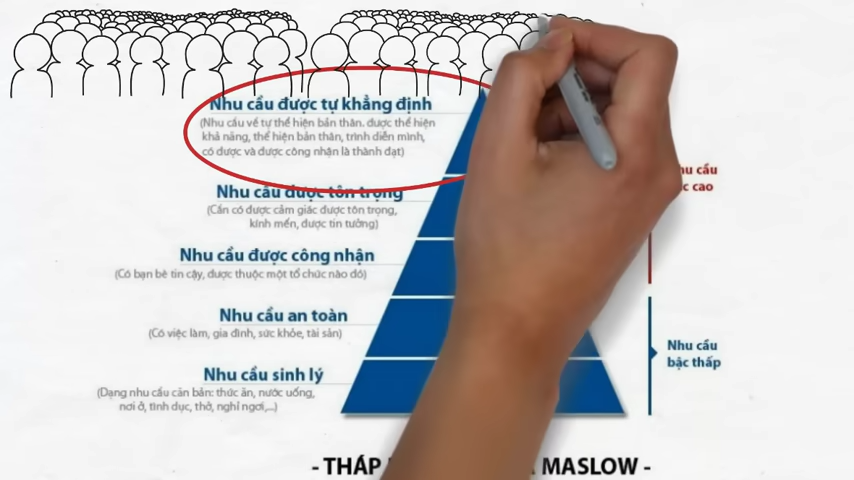 Nhu cầu được tự khẳng định
(Nhu cầu về tự thể hiện bản thân. được thể hiện
khả năng, thể hiện bản thân, trình diễn mình,
có được và được công nhận là thành đạt)
Nhu cầu được tôn trọng
(Cần có được cảm giác được tôn trọng,
kính mến, được tin tưởng)
Nhu cầu được công nhận
(Có bạn bè tin cậy, được thuộc một tổ chức nào đó)
Nhu cầu an toàn
(Có việc làm, gia đình, sức khỏe, tài sản)
Nhu cầu sinh lý
(Dạng nhu cầu căn bản: thức ăn, nước uống,
nơi ở, tình dục, thở, nghỉ ngơi,...)
cầu
cao
Nhu cầu
bậc thấp
- THÁP MASLOW -